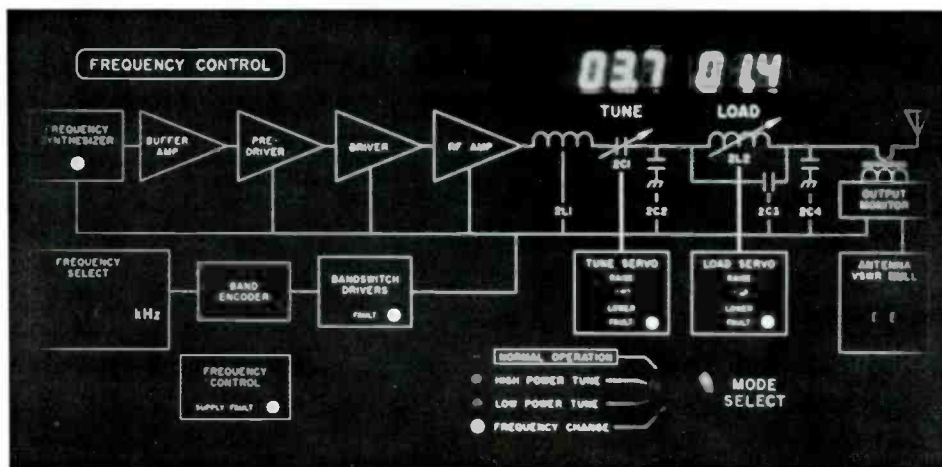 FREQUENCY CONTROL
03.7
01.4
TUNE
LOAD
FREQUENCY
SYNTHESIZER
BUFFER
AMP
PRE-
DRIVER
DRIVER
RF AMP
2C1
2L2
2L1
2C2
2C3
2C4
OUTPUT
MONITOR
FREQUENCY
SELECT
kHz
BAND
ENCODER
BANDSWITCH
DRIVERS
FAULT
TUNE SERVO
RAISE
LOWER
FAULT
LOAD SERVO
RAISE
LOWER
FAULT
ANTENNA
VSWR NULL
FREQUENCY
CONTROL
SUPPLY FAULT
NORMAL OPERATION
HIGH POWER TUNE
LOW POWER TUNE
FREQUENCY CHANGE
MODE
SELECT